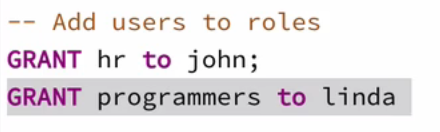 -- Add users to roles
GRANT hr to john;
GRANT programmers to linda